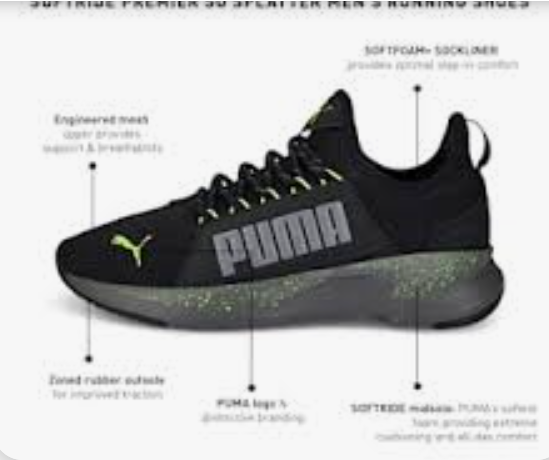 SOFTRIDE PREMIER SO SPLATTER MEN'S RUNNING SHOES
SOFTFOAM+ SOCKLINER
provides optimal step-in comfort
Engineered mesh
upper provides
support & breathability
PUMA
Zoned rubber outsole
for improved traction
PUMA logo's
distinctive branding
SOFTRIDE midsole: PUMA's softest
foam providing extreme
cushioning and all-day comfort